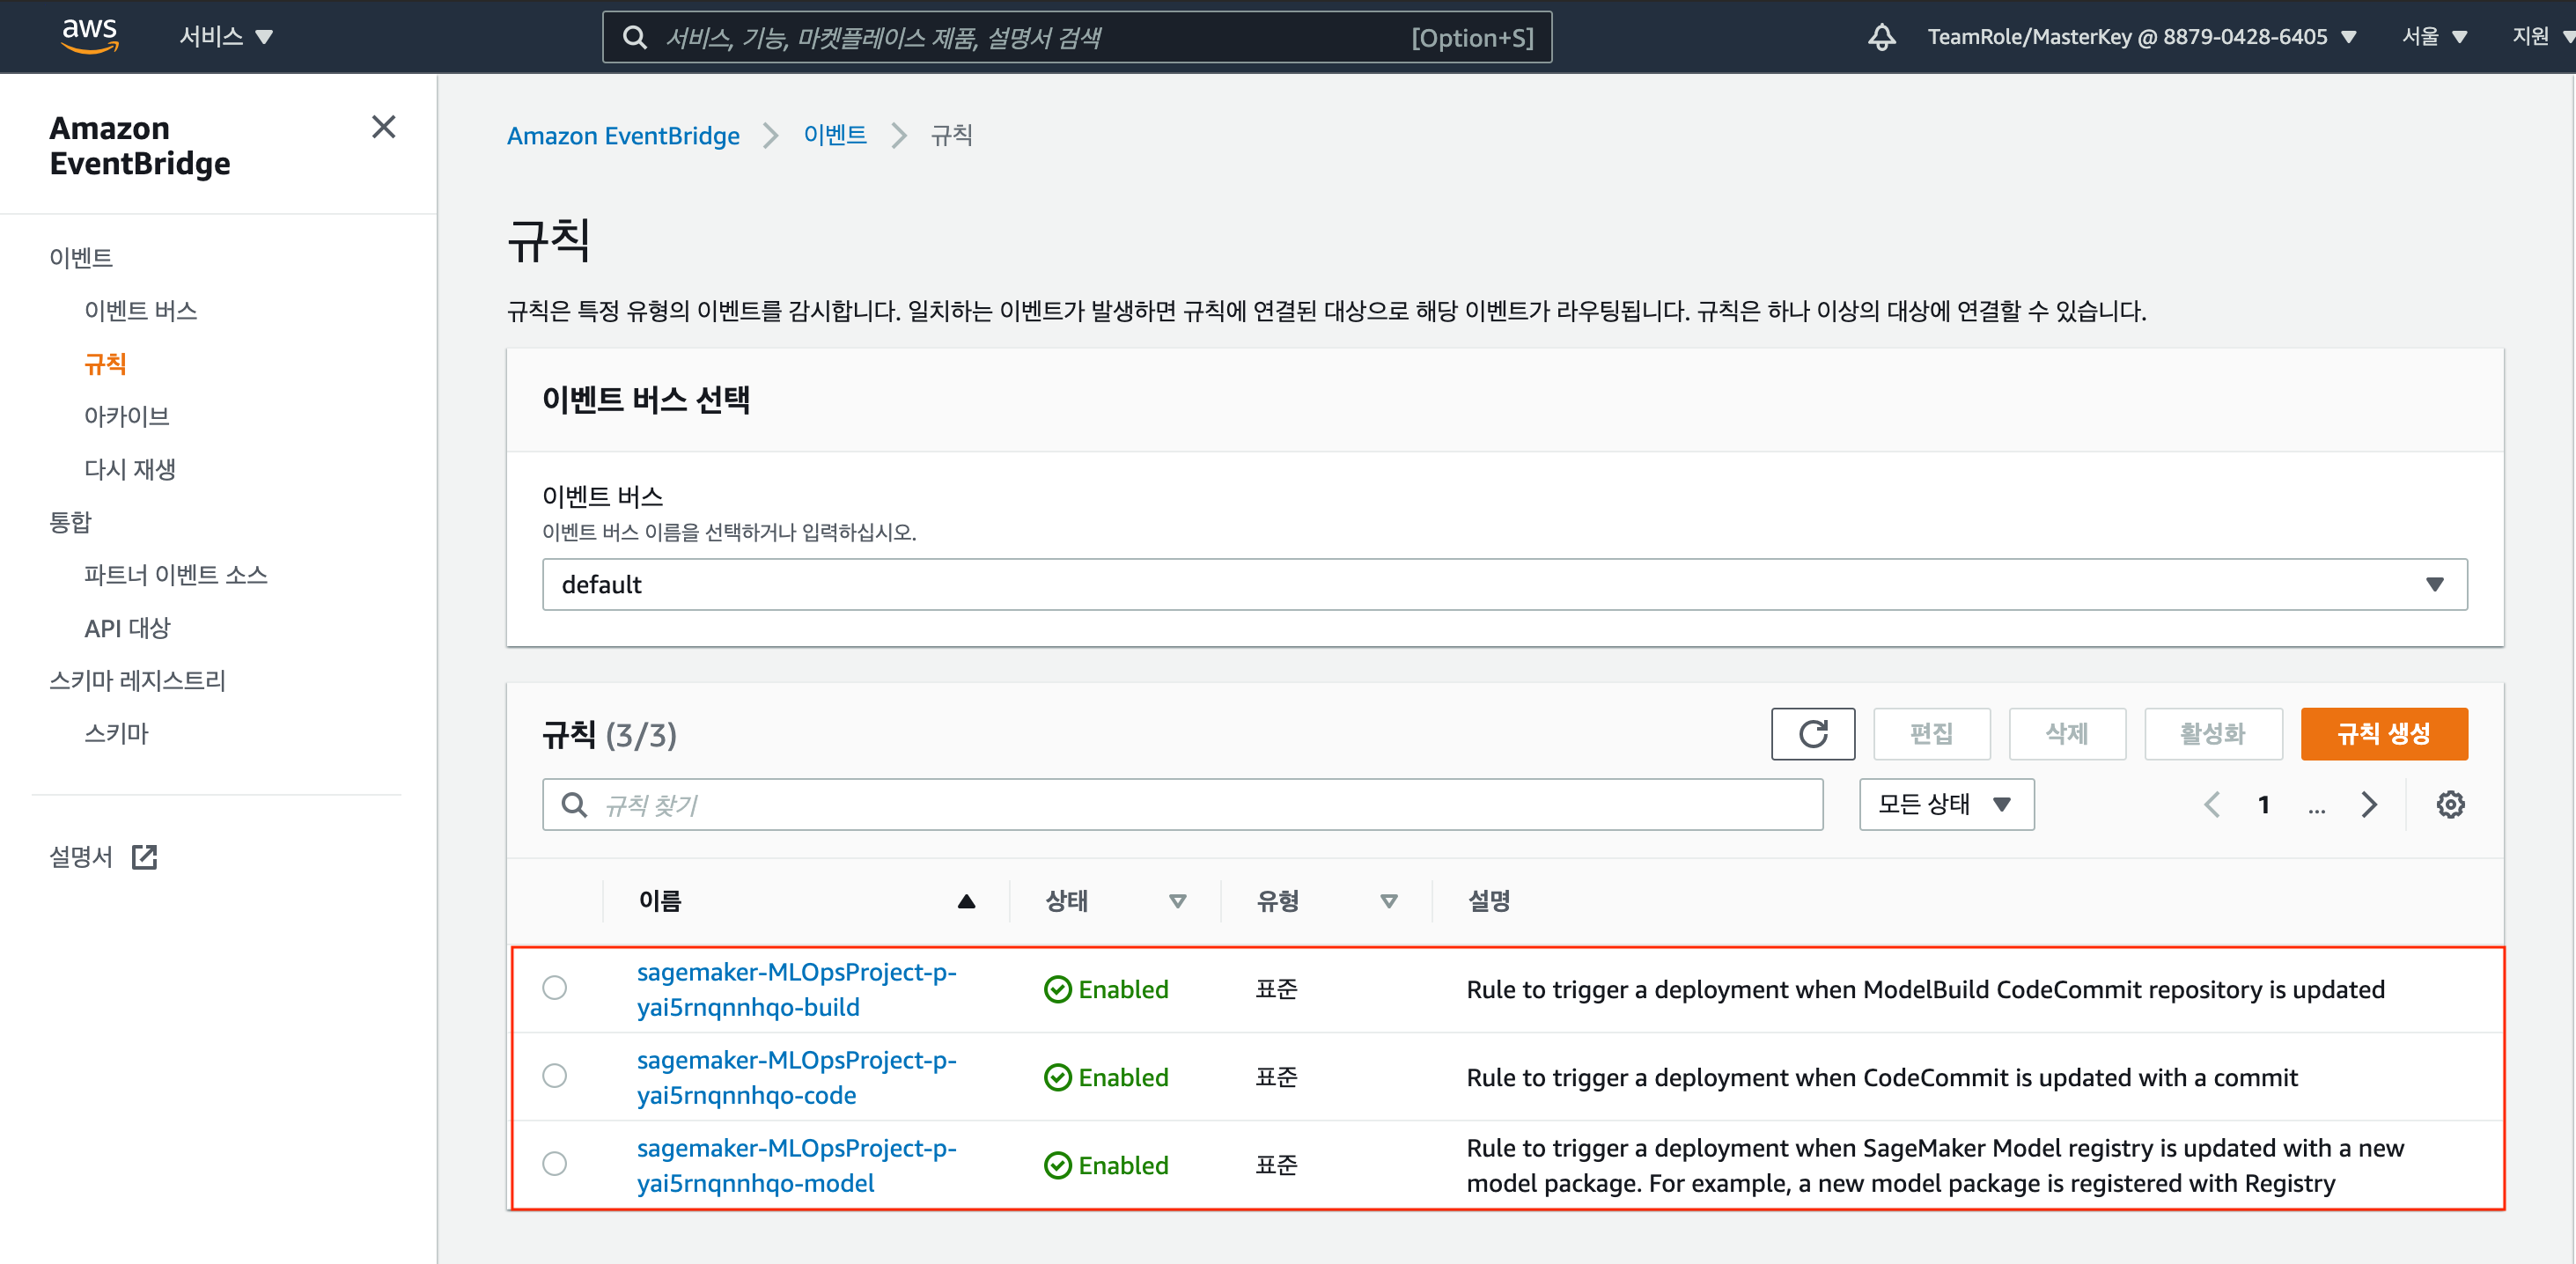 aws
서비스
서비스, 기능, 마켓플레이스 제품, 설명서 검색
[Option+S]
TeamRole/MasterKey @ 8879-0428-6405
서울
지원
Amazon
EventBridge
이벤트
이벤트 버스
규칙
아카이브
다시 재생
통합
파트너 이벤트 소스
API 대상
스키마 레지스트리
스키마
설명서
Amazon EventBridge
이벤트
규칙
규칙
규칙은 특정 유형의 이벤트를 감시합니다. 일치하는 이벤트가 발생하면 규칙에 연결된 대상으로 해당 이벤트가 라우팅됩니다. 규칙은 하나 이상의 대상에 연결할 수 있습니다.
이벤트 버스 선택
이벤트 버스
이벤트 버스 이름을 선택하거나 입력하십시오.
default
규칙 (3/3)
편집
삭제
활성화
규칙 생성
규칙 찾기
모든 상태
1
...
이름
상태
유형
설명
sagemaker-MLOpsProject-p-
yai5rnqnnhqo-build
Enabled
표준
Rule to trigger a deployment when ModelBuild CodeCommit repository is updated
sagemaker-MLOpsProject-p-
yai5rnqnnhqo-code
Enabled
표준
Rule to trigger a deployment when CodeCommit is updated with a commit
sagemaker-MLOpsProject-p-
yai5rnqnnhqo-model
Enabled
표준
Rule to trigger a deployment when SageMaker Model registry is updated with a new
model package. For example, a new model package is registered with Registry